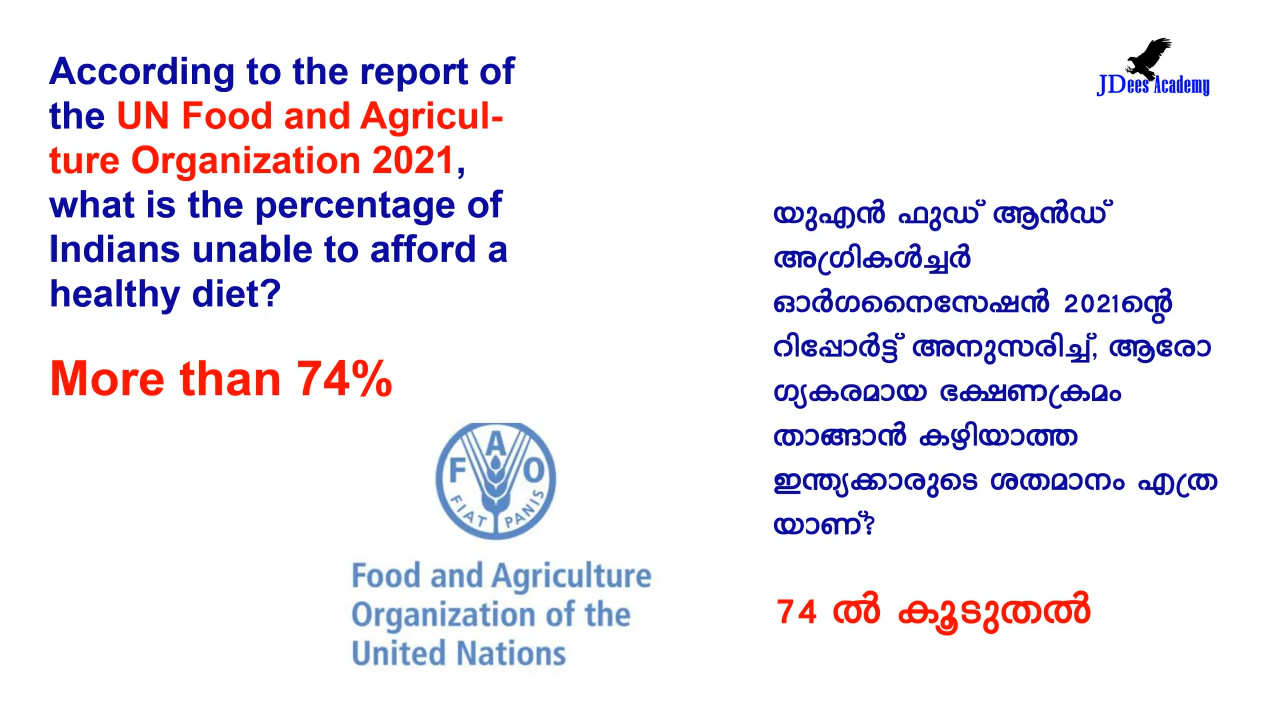 According to the report of
the UN Food and Agricul-
ture Organization 2021,
what is the percentage of
Indians unable to afford a
healthy diet?
More than 74%
F A O
FIAT PANIS
Food and Agriculture
Organization of the
United Nations
JDees Academy
യുഎൻ ഫുഡ് ആൻഡ്
അഗ്രികൾച്ചർ
ഓർഗനൈസേഷൻ 2021ന്റെ
റിപ്പോർട്ട് അനുസരിച്ച്, ആരോ
ഗ്യകരമായ ഭക്ഷണക്രമം
താങ്ങാൻ കഴിയാത്ത
ഇന്ത്യക്കാരുടെ ശതമാനം എത്ര
യാണ്?
74 ൽ കൂടുതൽ